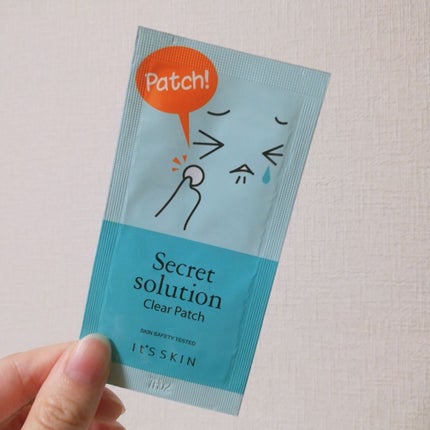 Patch!
Secret
solution
Clear Patch
SKIN SAFETY TESTED
It'S SKIN